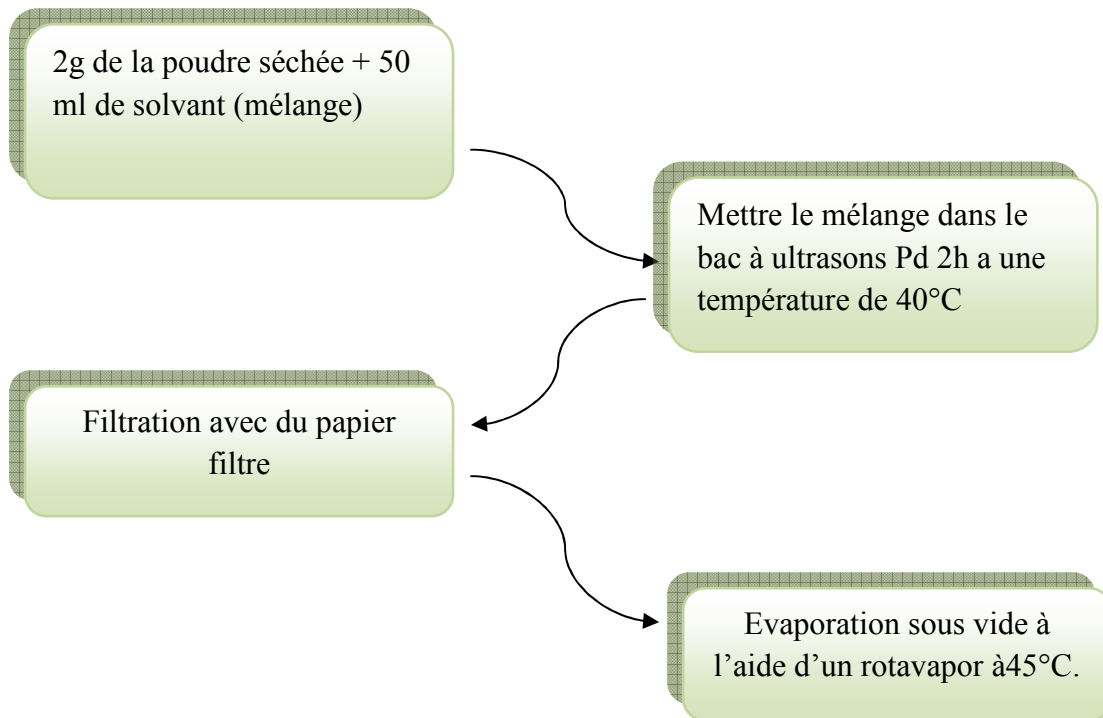 2g de la poudre séchée + 50
ml de solvant (mélange)
Mettre le mélange dans le
bac à ultrasons Pd 2h a une
température de 40°C
Filtration avec du papier
filtre
Evaporation sous vide à
l’aide d’un rotavapor à45°C.